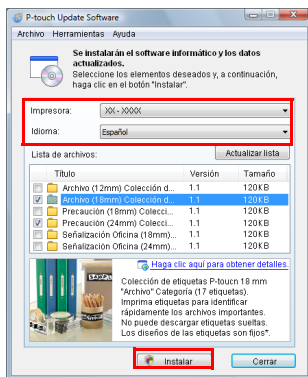 P-touch Update Software
Archivo Herramientas Ayuda
Se instalarán el software informático y los datos
actualizados.
Seleccione los elementos deseados y, a continuación,
haga clic en el botón "Instalar".
Impresora: XX - XXXX
Idioma: Español
Lista de archivos: Actualizar lista
Título Versión Tamaño
Archivo (12mm) Colección d... 1.1 120KB
Archivo (18mm) Colección d... 1.1 120KB
Precaución (18mm) Colecci... 1.1 120KB
Precaución (24mm) Colecci... 1.1 120KB
Señalización Oficina (18mm)... 1.1 120KB
Señalización Oficina (24mm)... 1.1 120KB
Haga clic aquí para obtener detalles.
Colección de etiquetas P-touch 18 mm
"Archivo" Categoría (17 etiquetas).
Imprima etiquetas para identificar
rápidamente los archivos importantes.
No puede descargar etiquetas sueltas.
Los diseños de las etiquetas son fijos*.
Instalar Cerrar